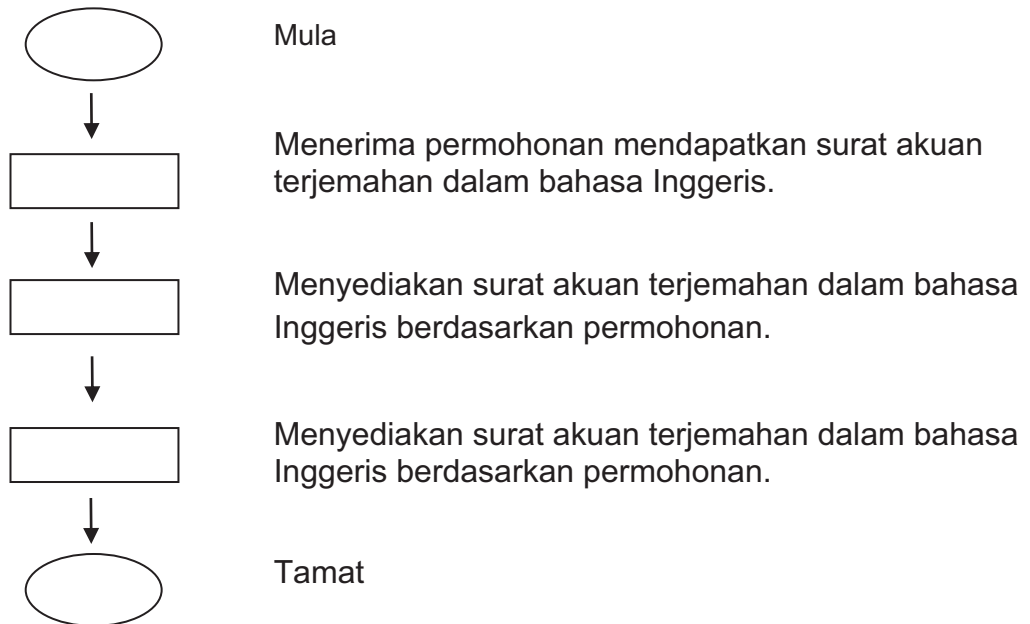 Mula
Menerima permohonan mendapatkan surat akuan
terjemahan dalam bahasa Inggeris.
Menyediakan surat akuan terjemahan dalam bahasa
Inggeris berdasarkan permohonan.
Menyediakan surat akuan terjemahan dalam bahasa
Inggeris berdasarkan permohonan.
Tamat